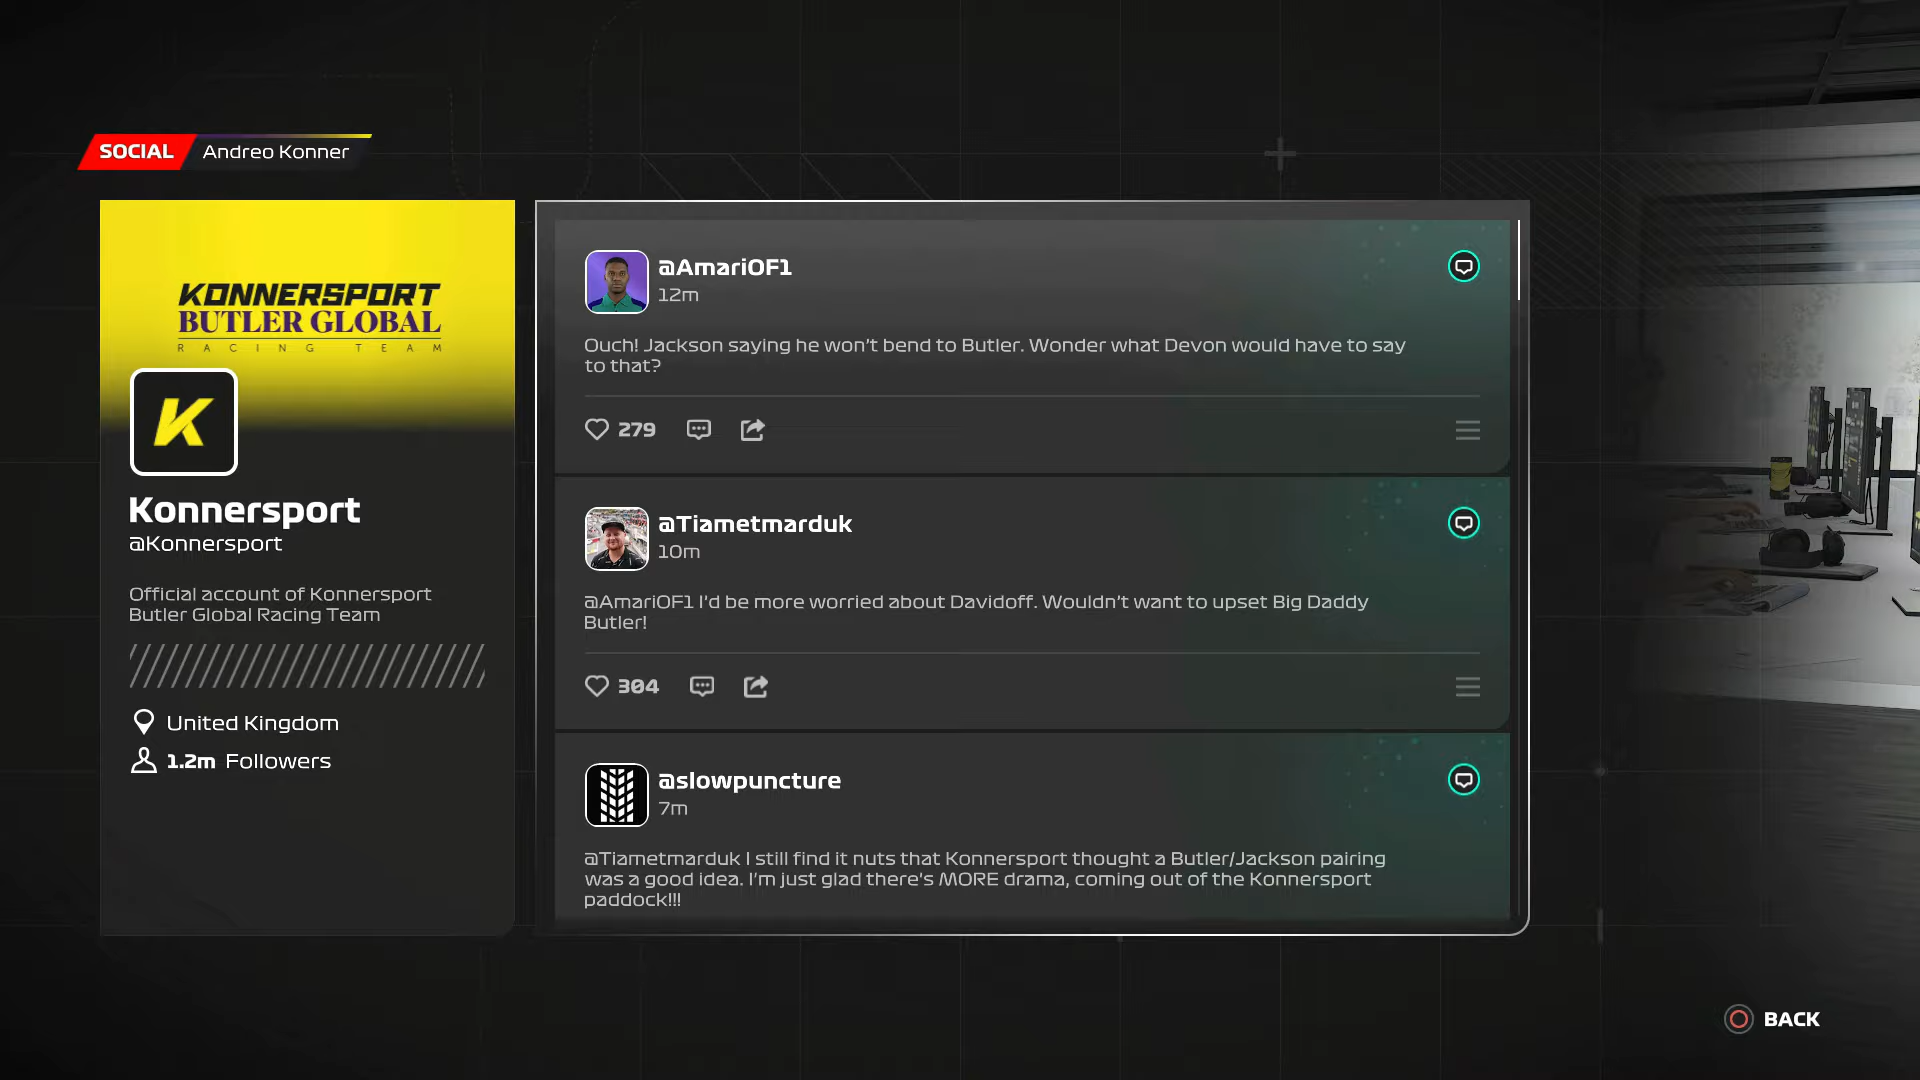 SOCIAL Andreo Konner
KONNERSPORT
BUTLER GLOBAL
RACING TEAM
K
Konnersport
@Konnersport
Official account of Konnersport
Butler Global Racing Team
United Kingdom
1.2m Followers
@AmariOF1
12m
Ouch! Jackson saying he won't bend to Butler. Wonder what Devon would have to say
to that?
279
@Tiametmarduk
10m
@AmariOF1 I'd be more worried about Davidoff. Wouldn't want to upset Big Daddy
Butler!
304
@slowpuncture
7m
@Tiametmarduk I still find it nuts that Konnersport thought a Butler/Jackson pairing
was a good idea. I'm just glad there's MORE drama, coming out of the Konnersport
paddock!!!
BACK